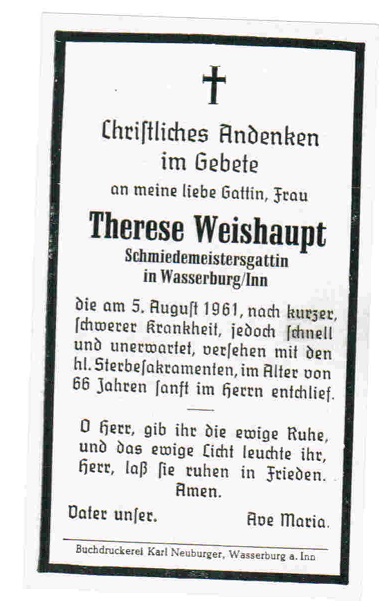 Christliches Andenken
im Gebete
an meine liebe Gattin, Frau
Therese Weishaupt
Schmiedemeistersgattin
in Wasserburg/Inn
die am 5. August 1961, nach kurzer,
schwerer Krankheit, jedoch schnell
und unerwartet, versehen mit den
hl. Sterbesakramenten, im Alter von
66 Jahren sanft im Herrn entschlief.
O Herr, gib ihr die ewige Ruhe,
und das ewige Licht leuchte ihr,
Herr, laß sie ruhen in Frieden.
Amen.
Vater unser. Ave Maria.
Buchdruckerei Karl Neuburger, Wasserburg a. Inn